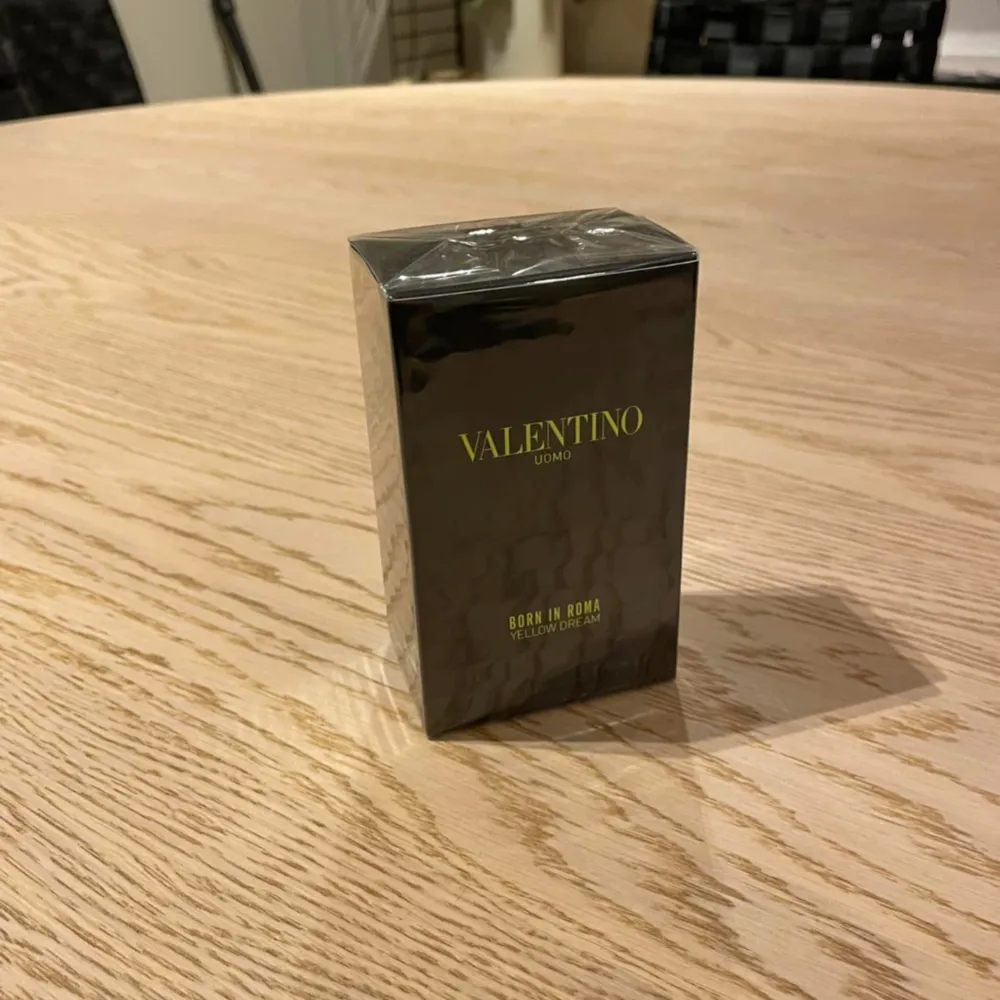 VALENTINO
UOMO
BORN IN ROMA
YELLOW DREAM